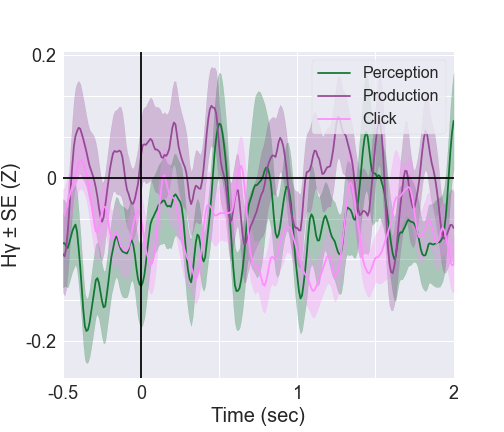 Hγ ± SE (Z)
0.2
0
-0.2
Perception
Production
Click
-0.5
0
1
2
Time (sec)